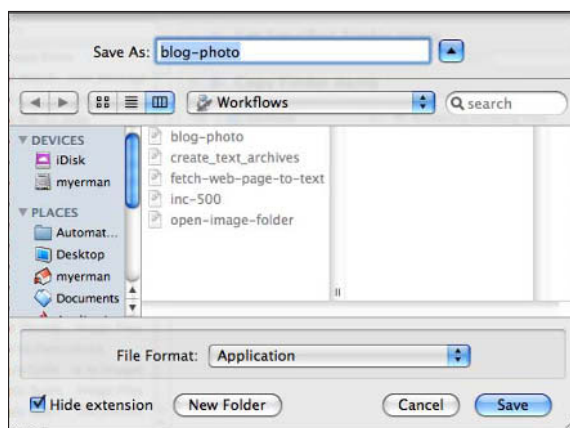 Save As: blog-photo
Workflows
search
DEVICES
iDisk
myerman
PLACES
Automat...
Desktop
myerman
Documents
blog-photo
create_text_archives
fetch-web-page-to-text
inc-500
open-image-folder
File Format: Application
Hide extension New Folder Cancel Save